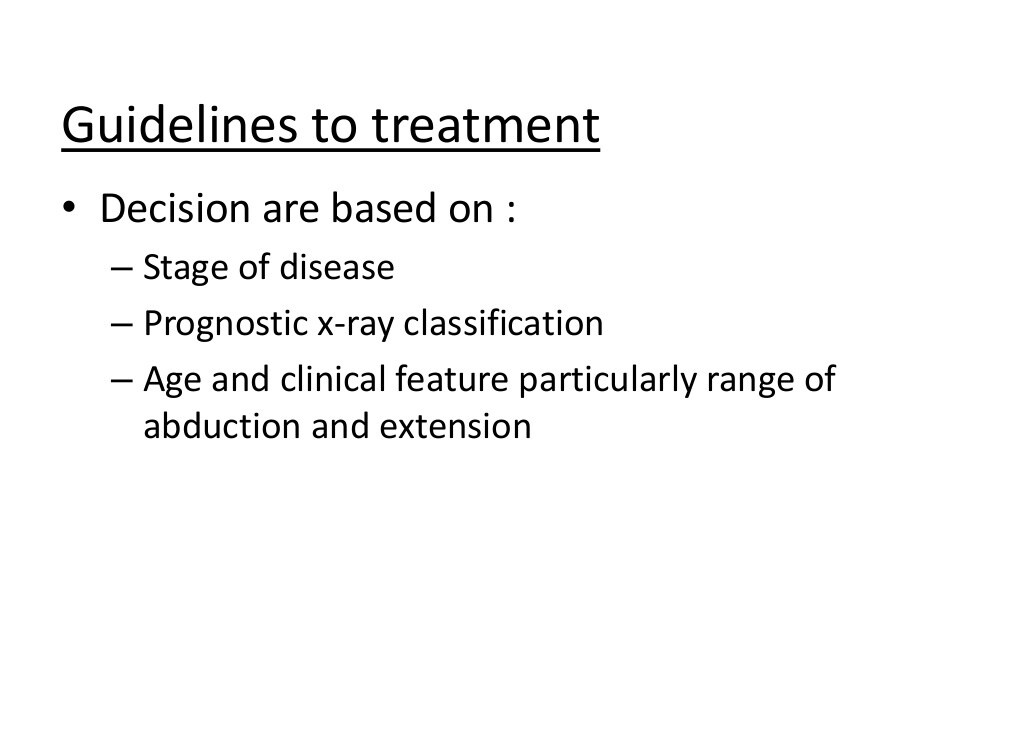 Guidelines to treatment
• Decision are based on :
– Stage of disease
– Prognostic x-ray classification
– Age and clinical feature particularly range of
abduction and extension